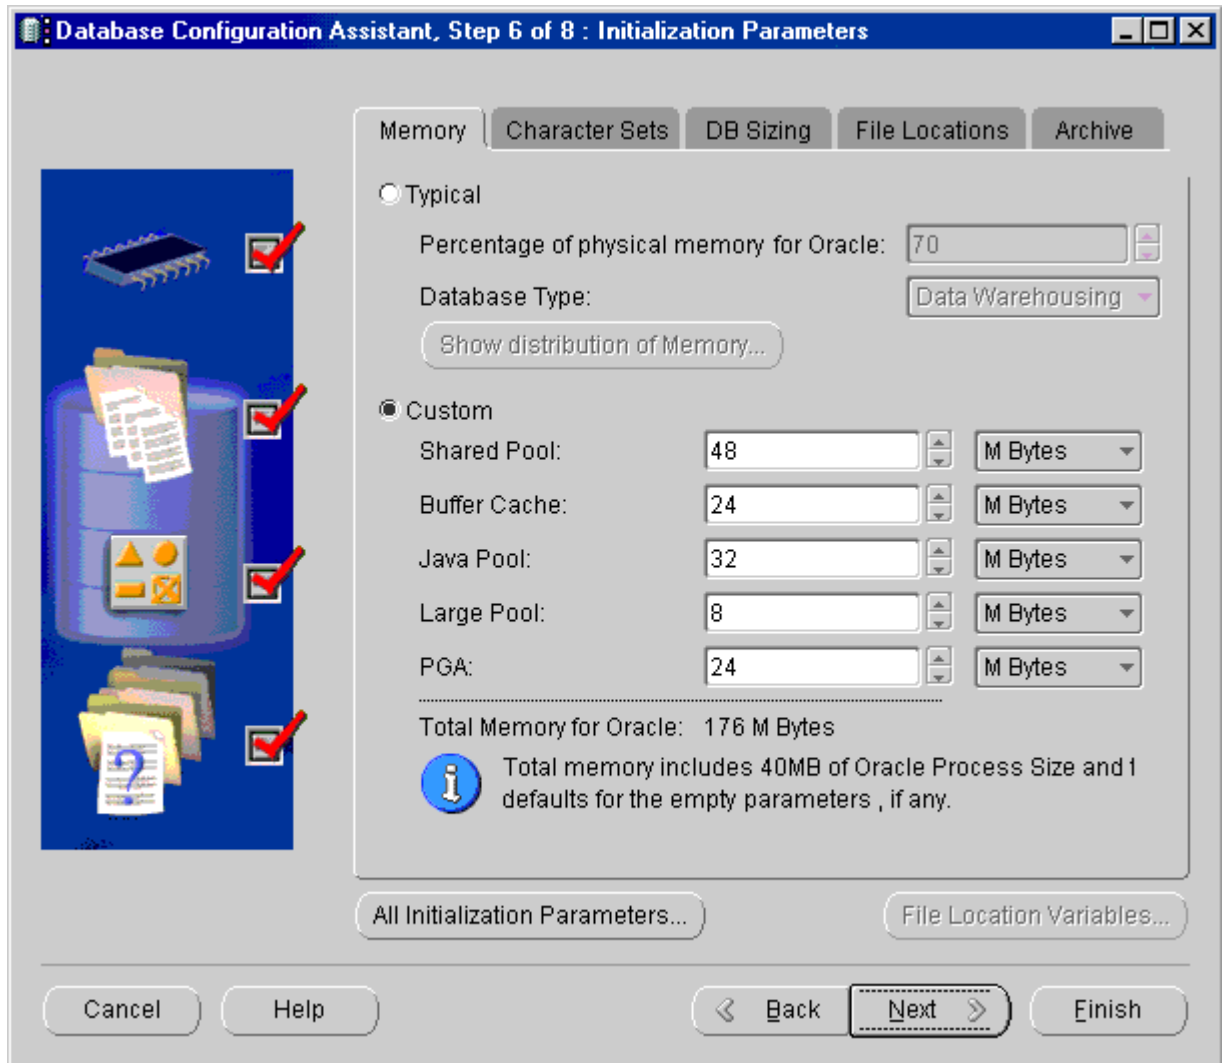 Database Configuration Assistant, Step 6 of 8 : Initialization Parameters
Memory Character Sets DB Sizing File Locations Archive
Typical
Percentage of physical memory for Oracle: 70
Database Type: Data Warehousing
Show distribution of Memory...
Custom
Shared Pool: 48 M Bytes
Buffer Cache: 24 M Bytes
Java Pool: 32 M Bytes
Large Pool: 8 M Bytes
PGA: 24 M Bytes
Total Memory for Oracle: 176 M Bytes
Total memory includes 40MB of Oracle Process Size and
defaults for the empty parameters , if any.
All Initialization Parameters... File Location Variables...
Cancel Help Back Next Finish